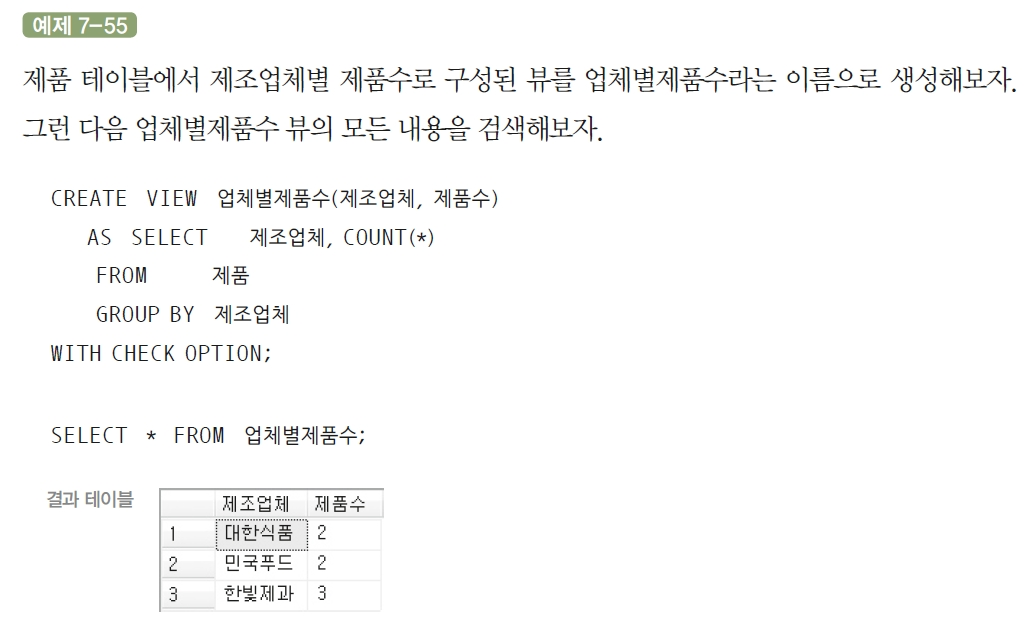 예제 7-55
제품 테이블에서 제조업체별 제품수로 구성된 뷰를 업체별제품수라는 이름으로 생성해보자.
그런 다음 업체별제품수 뷰의 모든 내용을 검색해보자.
CREATE VIEW 업체별제품수(제조업체, 제품수)
AS SELECT 제조업체, COUNT(*)
FROM 제품
GROUP BY 제조업체
WITH CHECK OPTION;
SELECT * FROM 업체별제품수;
결과 테이블
제조업체 제품수
1 대한식품 2
2 민국푸드 2
3 한빛제과 3